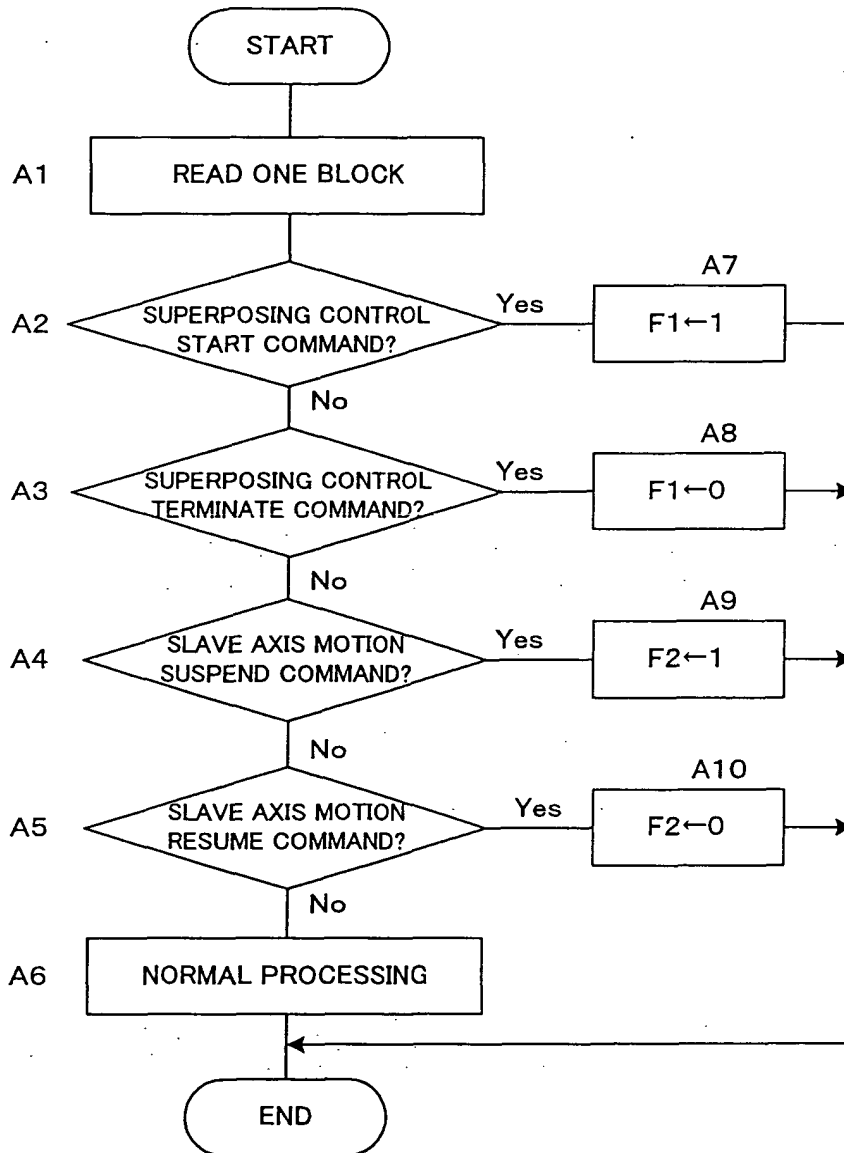 START
A1
READ ONE BLOCK
A2
SUPERPOSING CONTROL
START COMMAND?
Yes
A7
F1←1
No
A3
SUPERPOSING CONTROL
TERMINATE COMMAND?
Yes
A8
F1←0
No
A4
SLAVE AXIS MOTION
SUSPEND COMMAND?
Yes
A9
F2←1
No
A5
SLAVE AXIS MOTION
RESUME COMMAND?
Yes
A10
F2←0
No
A6
NORMAL PROCESSING
END